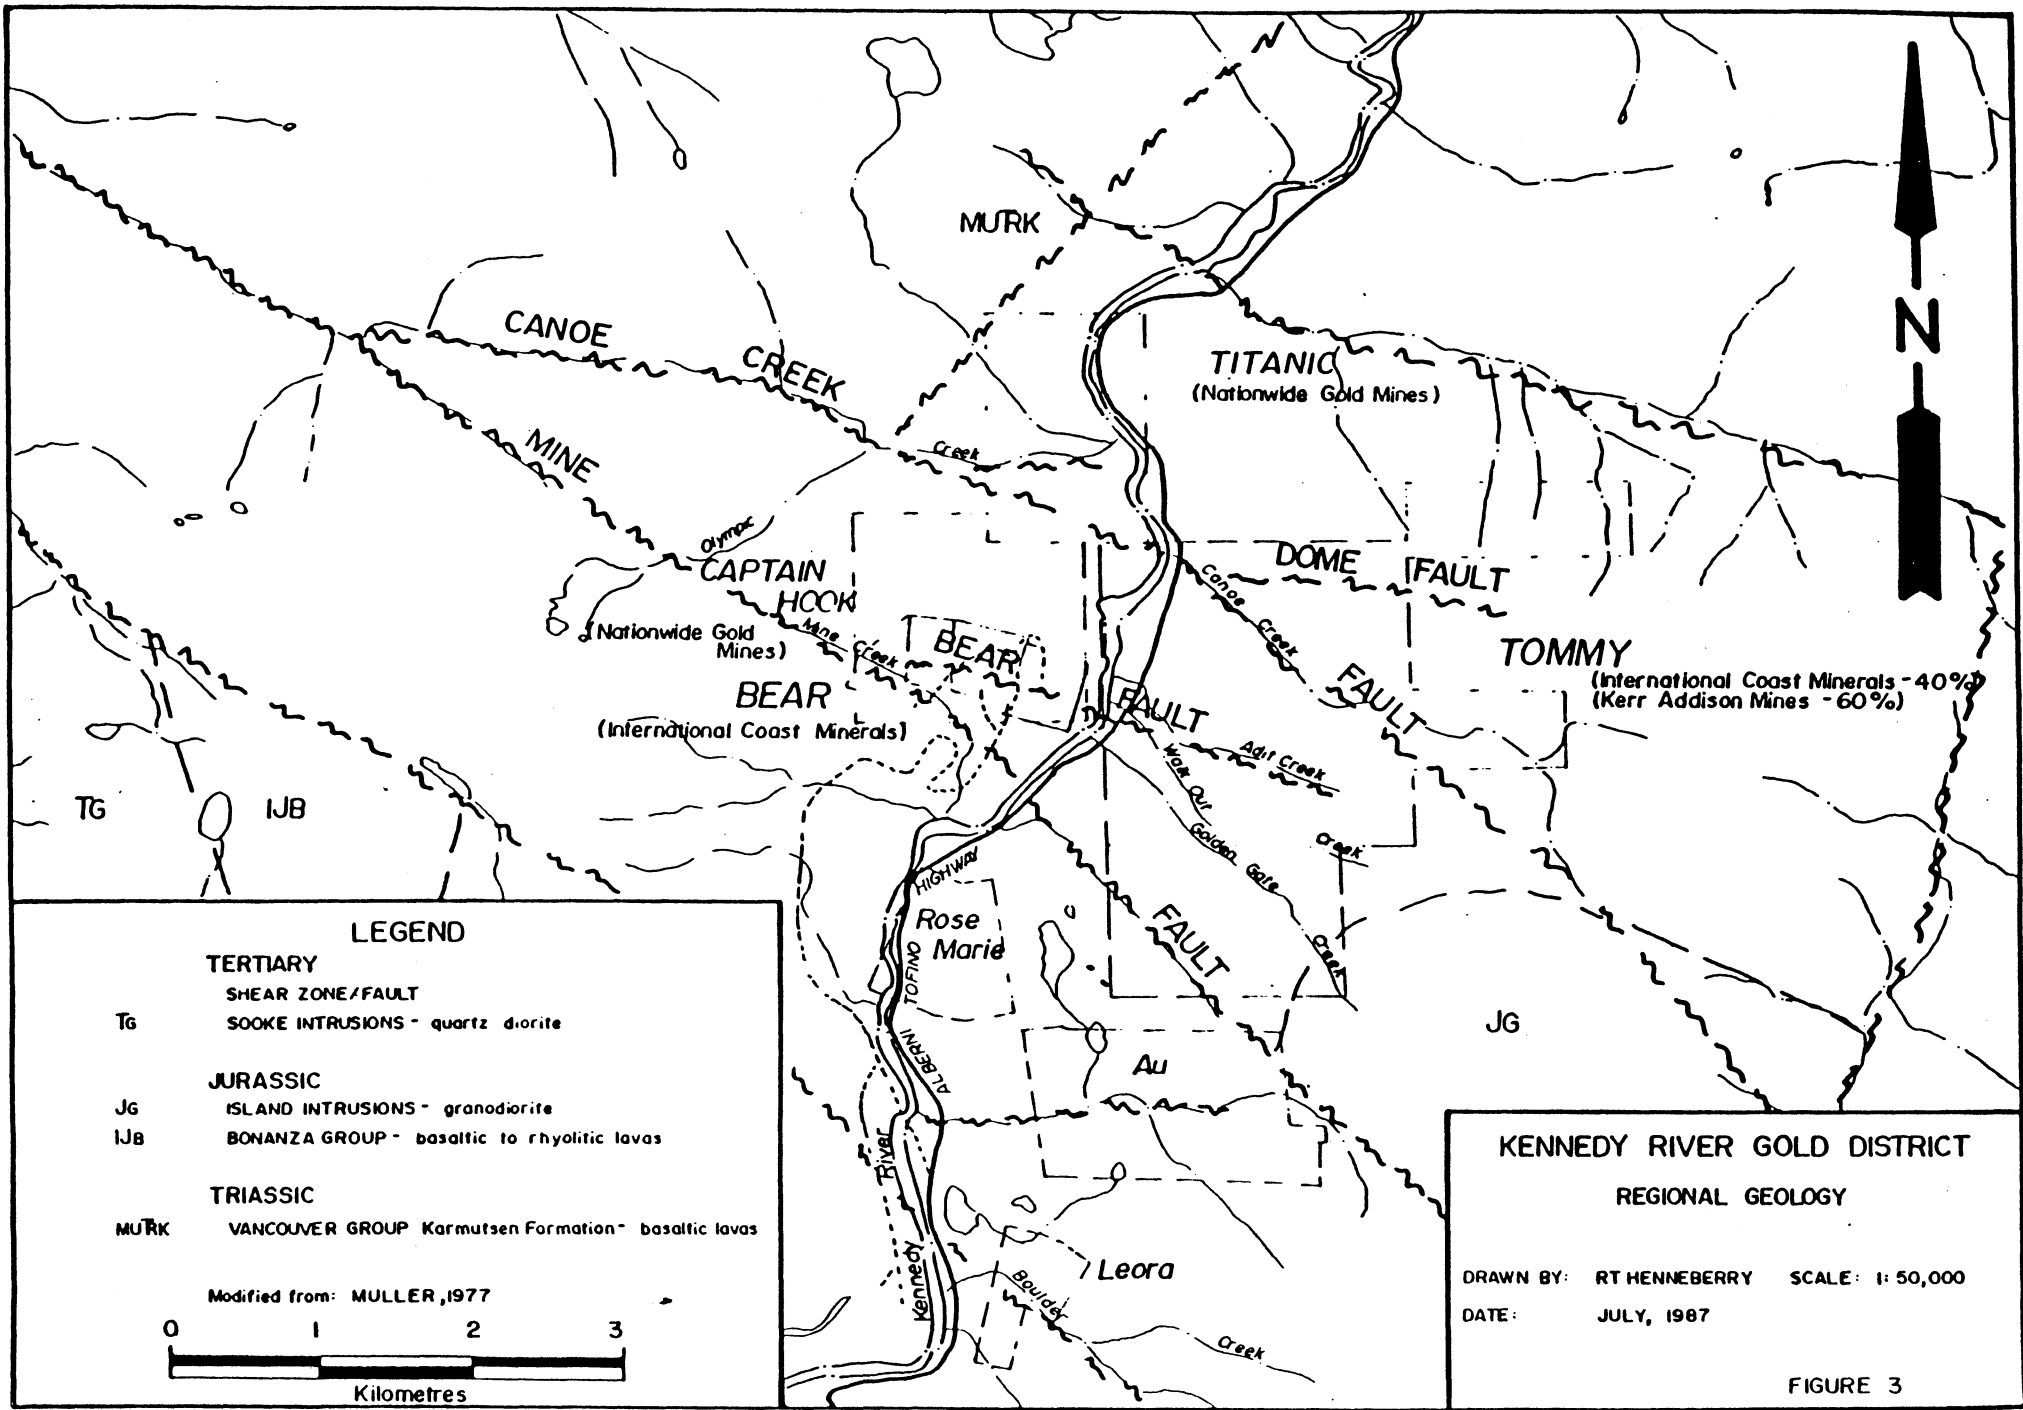 MUTRK
N
CANOE
CREEK
TITANIC
(Nationwide Gold Mines)
MINE
Creek
Olympic
CAPTAIN
HOOK
(Nationwide Gold
Mines)
Mine
Creek
BEAR
FAULT
BEAR
(International Coast Minerals)
DOME FAULT
Canoe
Creek
FAULT
TOMMY
(International Coast Minerals - 40%)
(Kerr Addison Mines - 60%)
Adit Creek
Walk Out
Creek
Golden Gate
Creek
TG
IJB
HIGHWAY
TOFINO
ALBERNI
Rose
Marie
FAULT
JG
Au
River
Kennedy
Leora
Boulder
Creek
LEGEND
TERTIARY
SHEAR ZONE/FAULT
TG SOOKE INTRUSIONS - quartz diorite
JURASSIC
JG ISLAND INTRUSIONS - granodiorite
IJB BONANZA GROUP - basaltic to rhyolitic lavas
TRIASSIC
MUTRK VANCOUVER GROUP Karmutsen Formation - basaltic lavas
Modified from: MULLER, 1977
0 1 2 3
Kilometres
KENNEDY RIVER GOLD DISTRICT
REGIONAL GEOLOGY
DRAWN BY: RT HENNEBERRY SCALE: 1:50,000
DATE: JULY, 1987
FIGURE 3